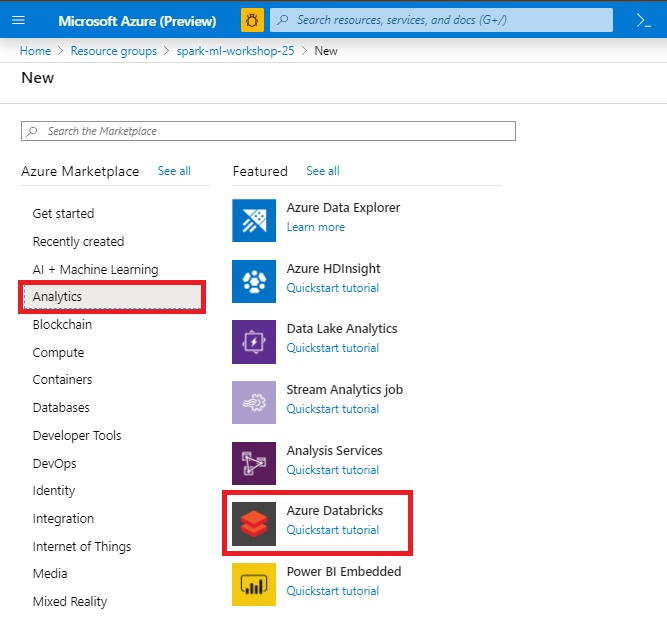 Microsoft Azure (Preview)
Search resources, services, and docs (G+/)
Home > Resource groups > spark-ml-workshop-25 > New
New
Search the Marketplace
Azure Marketplace See all
Featured See all
Get started
Recently created
AI + Machine Learning
Analytics
Blockchain
Compute
Containers
Databases
Developer Tools
DevOps
Identity
Integration
Internet of Things
Media
Mixed Reality
Azure Data Explorer
Learn more
Azure HDInsight
Quickstart tutorial
Data Lake Analytics
Quickstart tutorial
Stream Analytics job
Quickstart tutorial
Analysis Services
Quickstart tutorial
Azure Databricks
Quickstart tutorial
Power BI Embedded
Quickstart tutorial